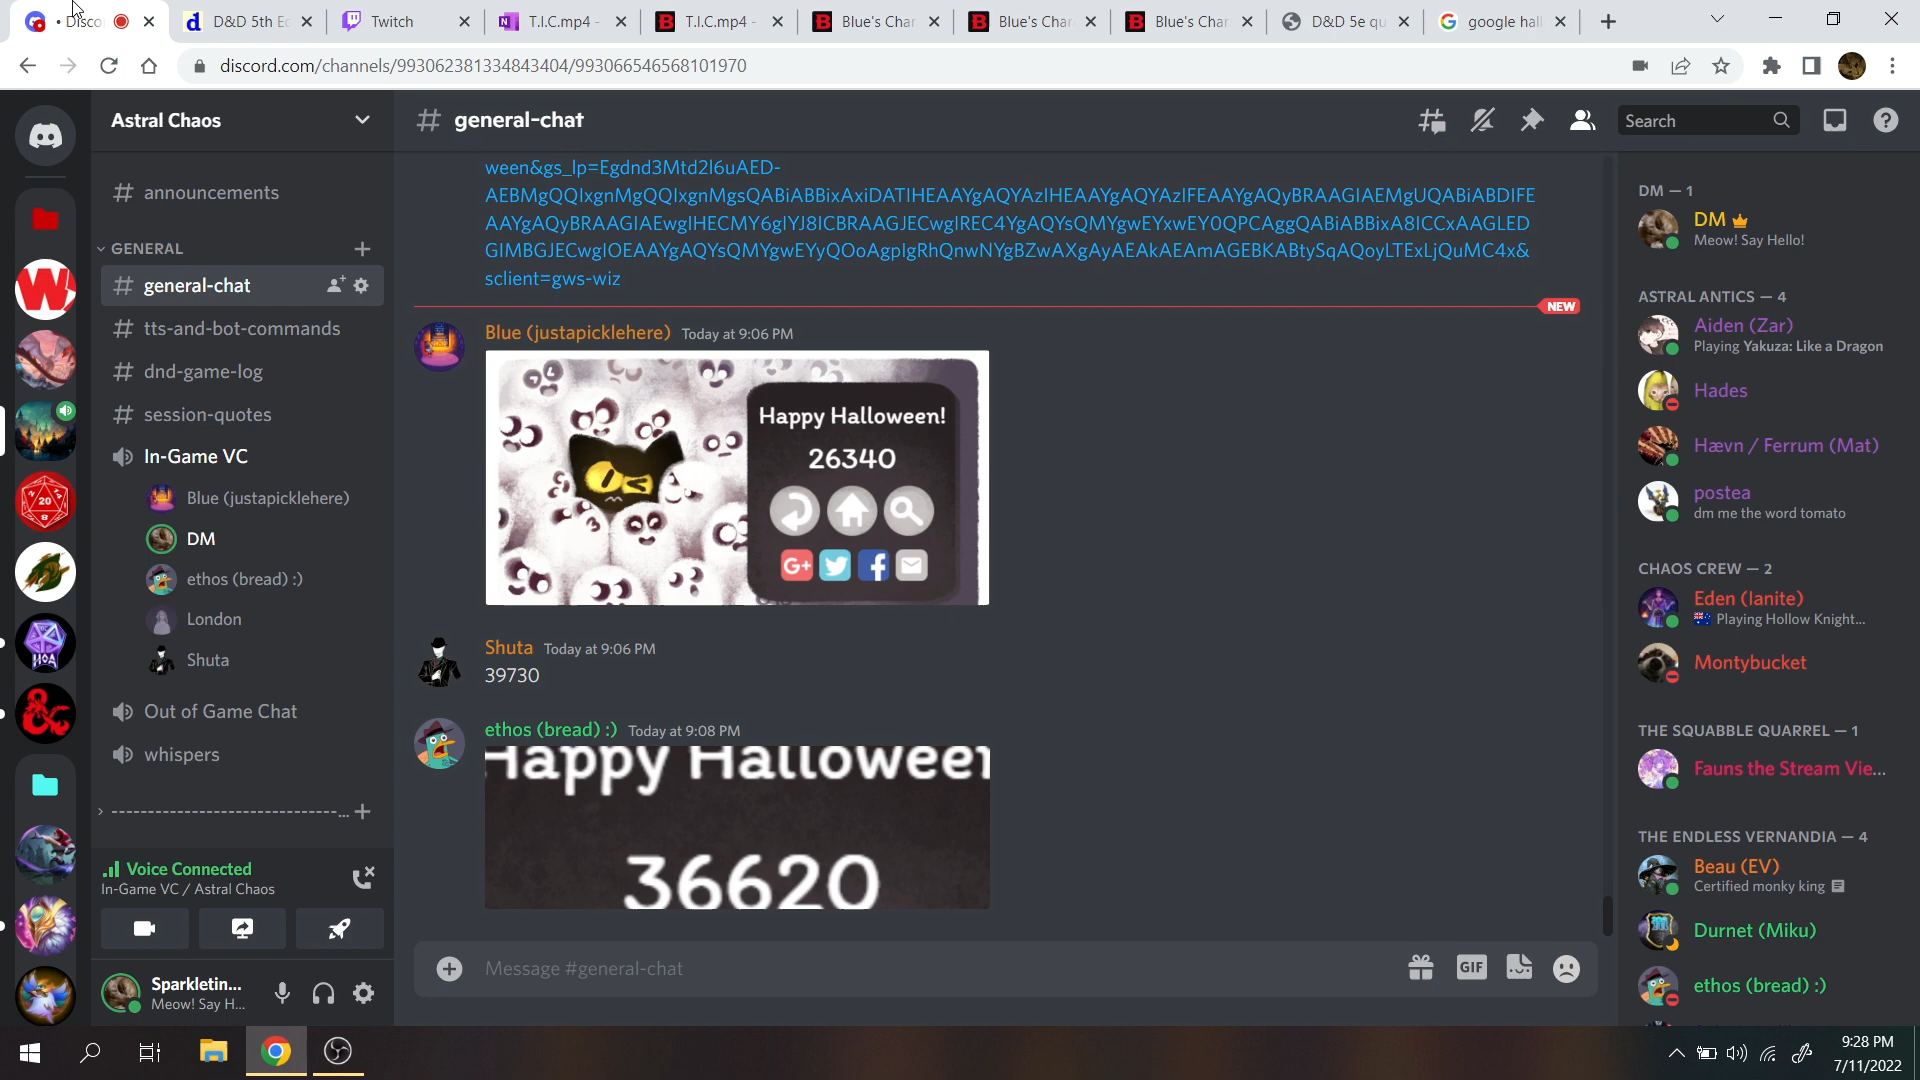 Disco
D&D 5th Ec
Twitch
T.I.C.mp4 -
T.I.C.mp4 -
Blue's Char
Blue's Char
Blue's Char
D&D 5e qu
google hall
discord.com/channels/993062381334843404/993066546568101970
Astral Chaos
general-chat
Search
announcements
GENERAL
general-chat
tts-and-bot-commands
dnd-game-log
session-quotes
In-Game VC
Blue (justapicklehere)
DM
ethos (bread) :)
London
Shuta
Out of Game Chat
whispers
Voice Connected
In-Game VC / Astral Chaos
Sparkletin...
Meow! Say H...
sclient=gws-wiz
NEW
Blue (justapicklehere) Today at 9:06 PM
Happy Halloween!
26340
G+
Shuta Today at 9:06 PM
39730
ethos (bread) :) Today at 9:08 PM
Happy Halloween
36620
Message #general-chat
GIF
DM — 1
DM
Meow! Say Hello!
ASTRAL ANTICS — 4
Aiden (Zar)
Playing Yakuza: Like a Dragon
Hades
Hævn / Ferrum (Mat)
postea
dm me the word tomato
CHAOS CREW — 2
Eden (Ianite)
Playing Hollow Knight...
Montybucket
THE SQUABBLE QUARREL — 1
Fauns the Stream Vie...
THE ENDLESS VERNANDIA — 4
Beau (EV)
Certified monky king
Durnet (Miku)
ethos (bread) :)
W
20
HOA
9:28 PM
7/11/2022